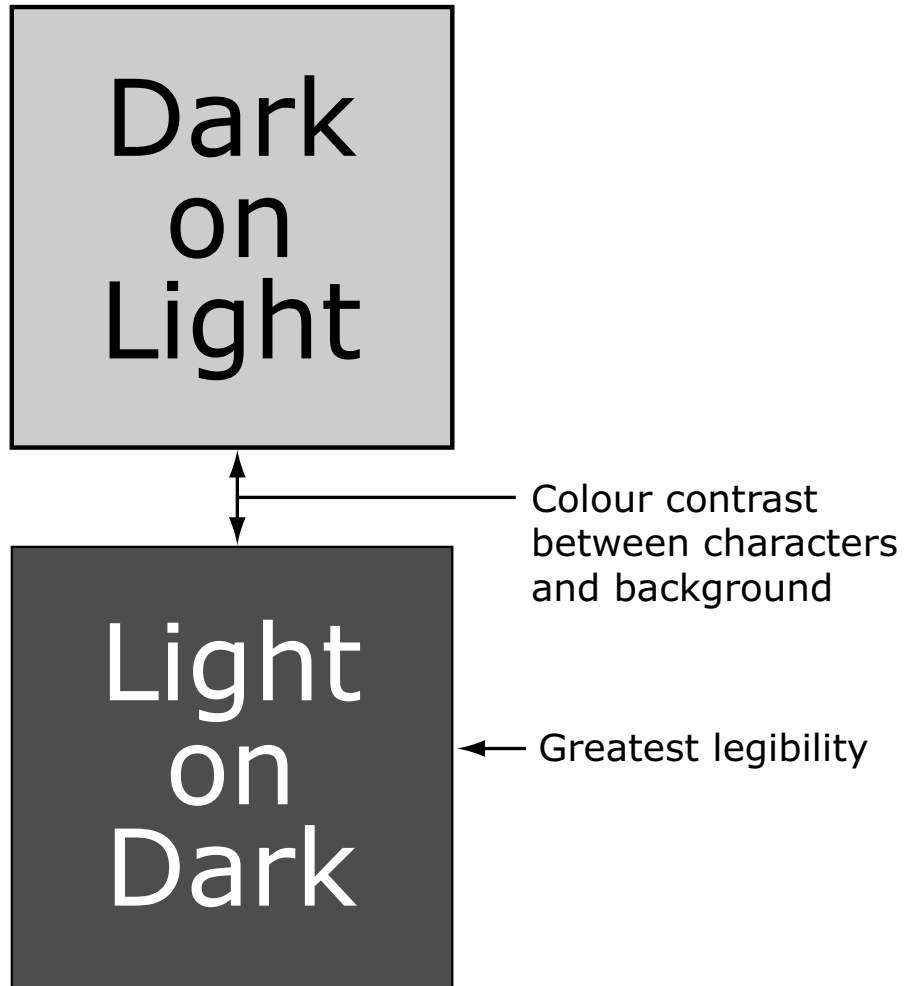 Dark
on
Light
Colour contrast
between characters
and background
Light
on
Dark
Greatest legibility